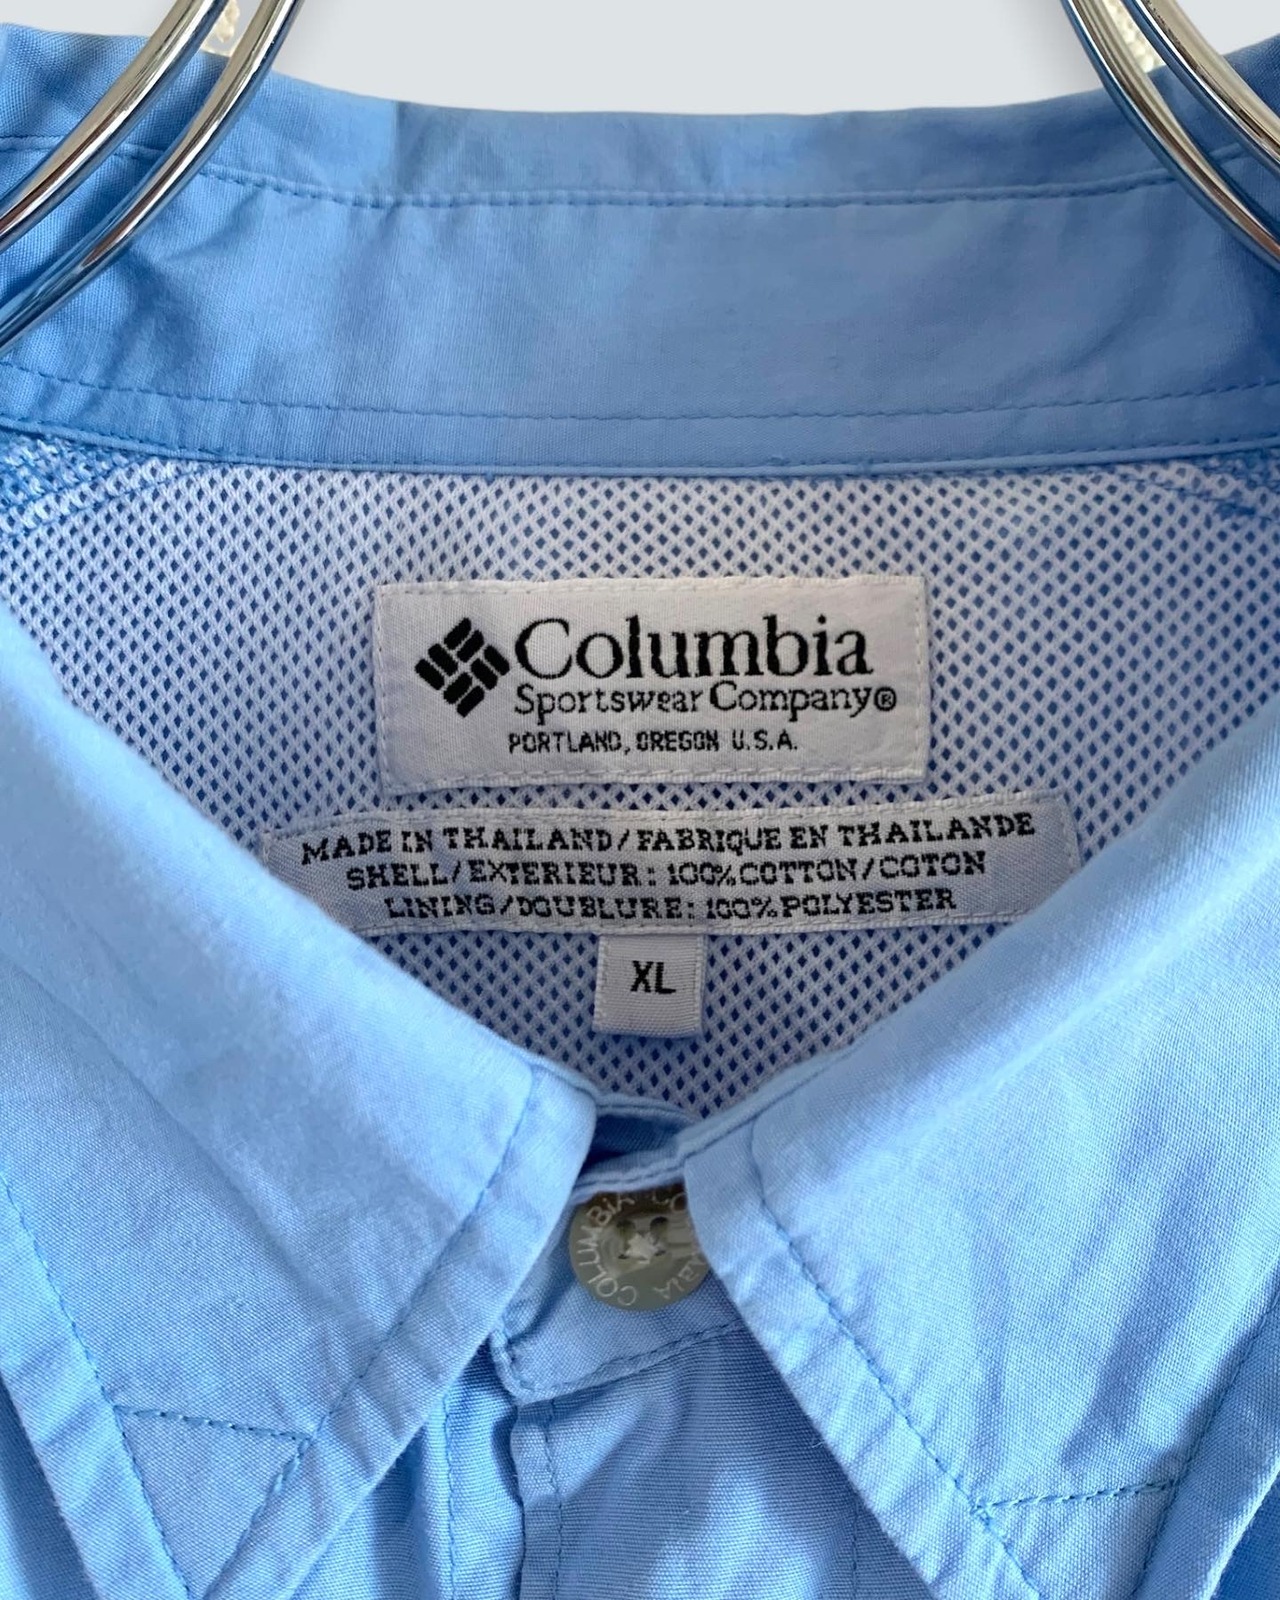 Columbia
Sportswear Company®
PORTLAND, OREGON U.S.A.
MADE IN THAILAND/FABRIQUE EN THAILANDE
SHELL/EXTERIEUR: 100% COTTON/COTON
LINING/DOUBLURE: 100% POLYESTER
XL
COLUMBiA